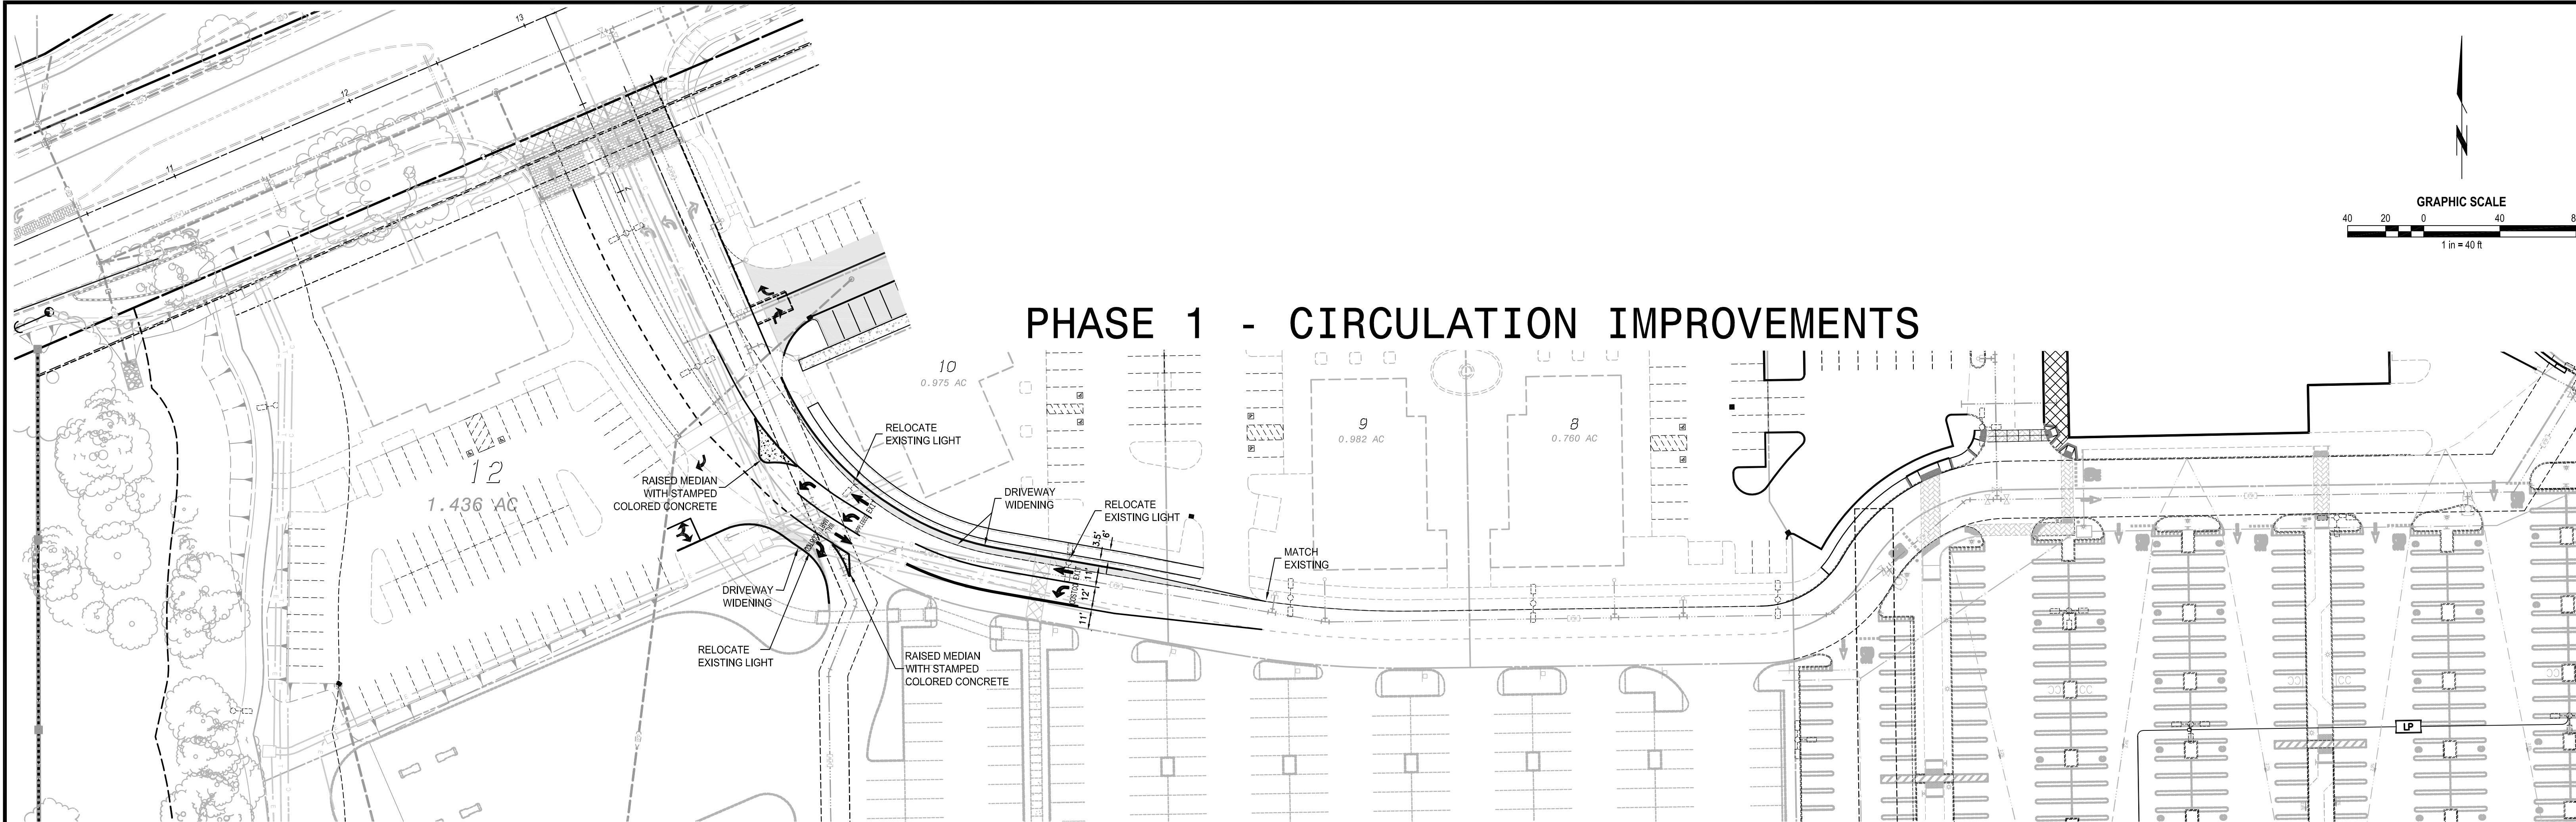 13
12
11
GRAPHIC SCALE
40 20 0 40
1 in = 40 ft
PHASE 1 - CIRCULATION IMPROVEMENTS
10
0.975 AC
9
0.982 AC
8
0.760 AC
12
1.436 AC
RELOCATE
EXISTING LIGHT
RAISED MEDIAN
WITH STAMPED
COLORED CONCRETE
DRIVEWAY
WIDENING
RELOCATE
EXISTING LIGHT
3.5'
6'
MATCH
EXISTING
11'
12'
11'
DRIVEWAY
WIDENING
RELOCATE
EXISTING LIGHT
RAISED MEDIAN
WITH STAMPED
COLORED CONCRETE
LP